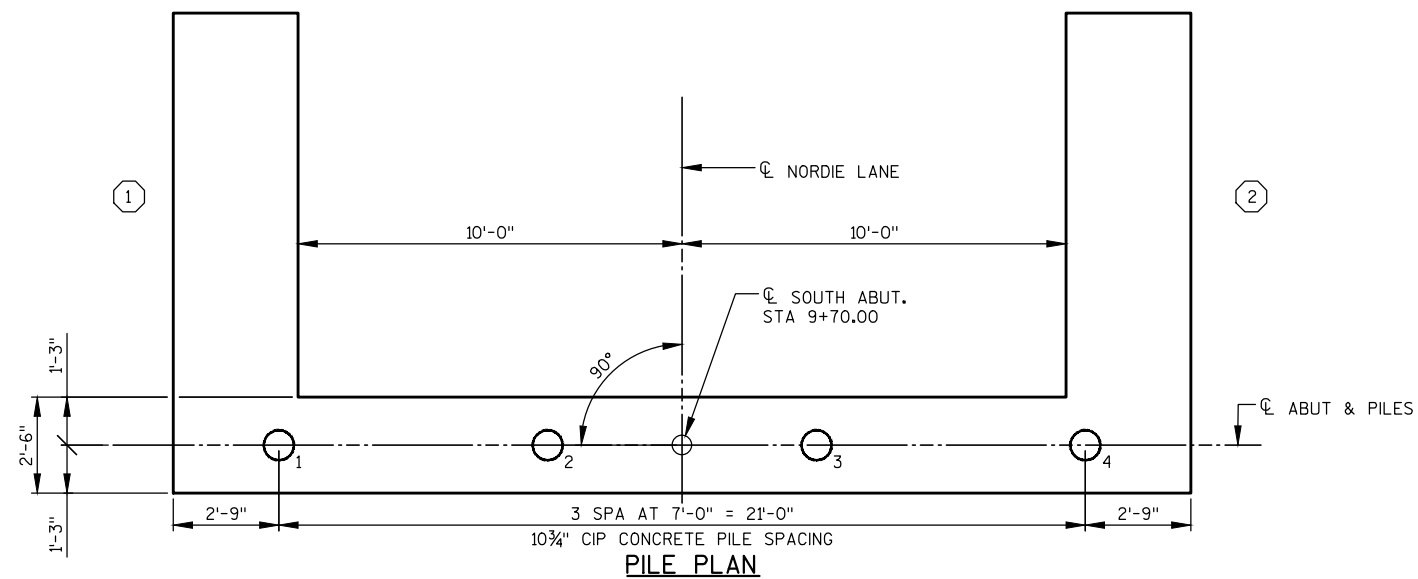 ℄ NORDIE LANE
1
2
10'-0"
10'-0"
℄ SOUTH ABUT.
STA 9+70.00
90°
1'-3"
2'-6"
1'-3"
℄ ABUT & PILES
1
2
3
4
2'-9"
3 SPA AT 7'-0" = 21'-0"
2'-9"
10¾" CIP CONCRETE PILE SPACING
PILE PLAN